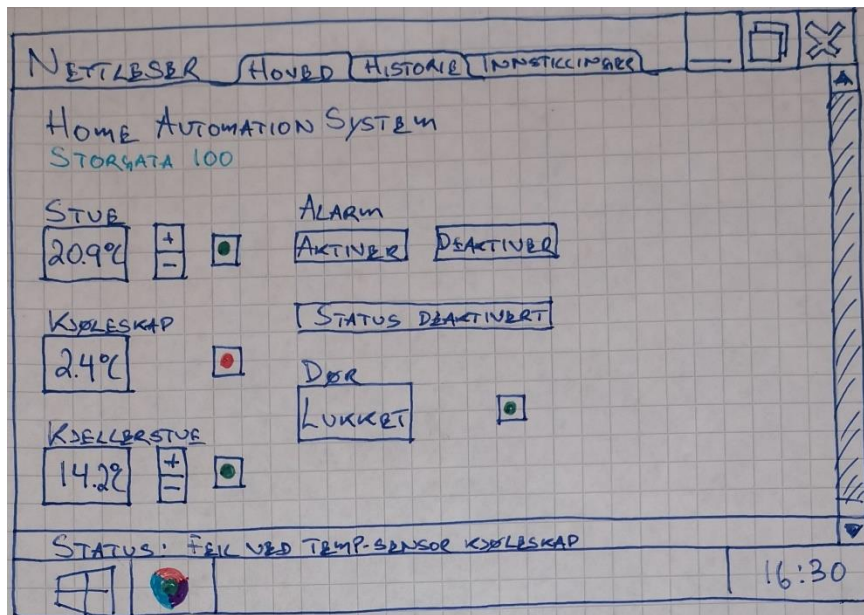 NETTLESER HOVED HISTORIE INNSTILLINGER
HOME AUTOMATION SYSTEM
STORGATA 100
STUE
20.9°C + -
KJØLESKAP
2.4°C
KJELLERSTUE
14.2°C + -
ALARM
AKTIVER DEAKTIVER
STATUS DEAKTIVERT
DØR
LUKKET
STATUS: FEIL VED TEMP-SENSOR KJØLESKAP
16:30